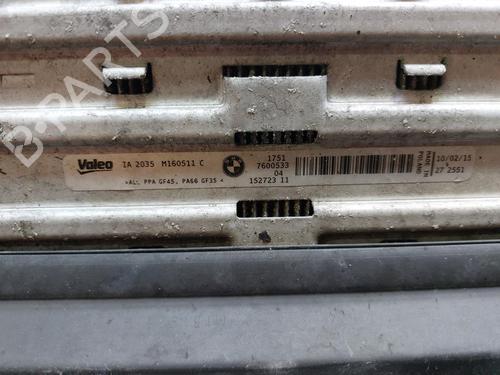 B-PARTS
Valeo
IA 2035 M160511 C
>ALL PPA GF45, PA66 GF35<
1751
7600533
04
152723 11
MADE IN
POLAND
10/02/15
27 2551